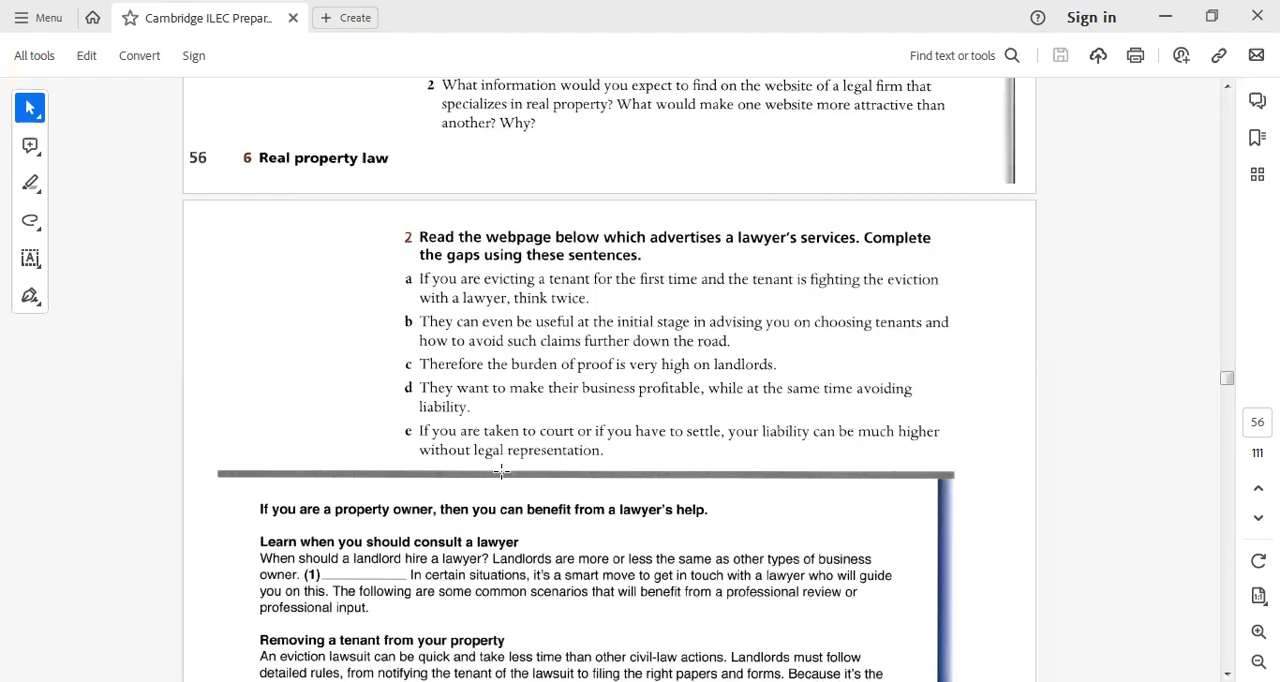 Menu
Cambridge ILEC Prepar...
Create
Sign in
All tools
Edit
Convert
Sign
Find text or tools
2 What information would you expect to find on the website of a legal firm that
specializes in real property? What would make one website more attractive than
another? Why?
56 6 Real property law
2 Read the webpage below which advertises a lawyer's services. Complete
the gaps using these sentences.
a If you are evicting a tenant for the first time and the tenant is fighting the eviction
with a lawyer, think twice.
b They can even be useful at the initial stage in advising you on choosing tenants and
how to avoid such claims further down the road.
c Therefore the burden of proof is very high on landlords.
d They want to make their business profitable, while at the same time avoiding
liability.
e If you are taken to court or if you have to settle, your liability can be much higher
without legal representation.
If you are a property owner, then you can benefit from a lawyer's help.
Learn when you should consult a lawyer
When should a landlord hire a lawyer? Landlords are more or less the same as other types of business
owner. (1)__________ In certain situations, it's a smart move to get in touch with a lawyer who will guide
you on this. The following are some common scenarios that will benefit from a professional review or
professional input.
Removing a tenant from your property
An eviction lawsuit can be quick and take less time than other civil-law actions. Landlords must follow
detailed rules, from notifying the tenant of the lawsuit to filing the right papers and forms. Because it's the
56
111